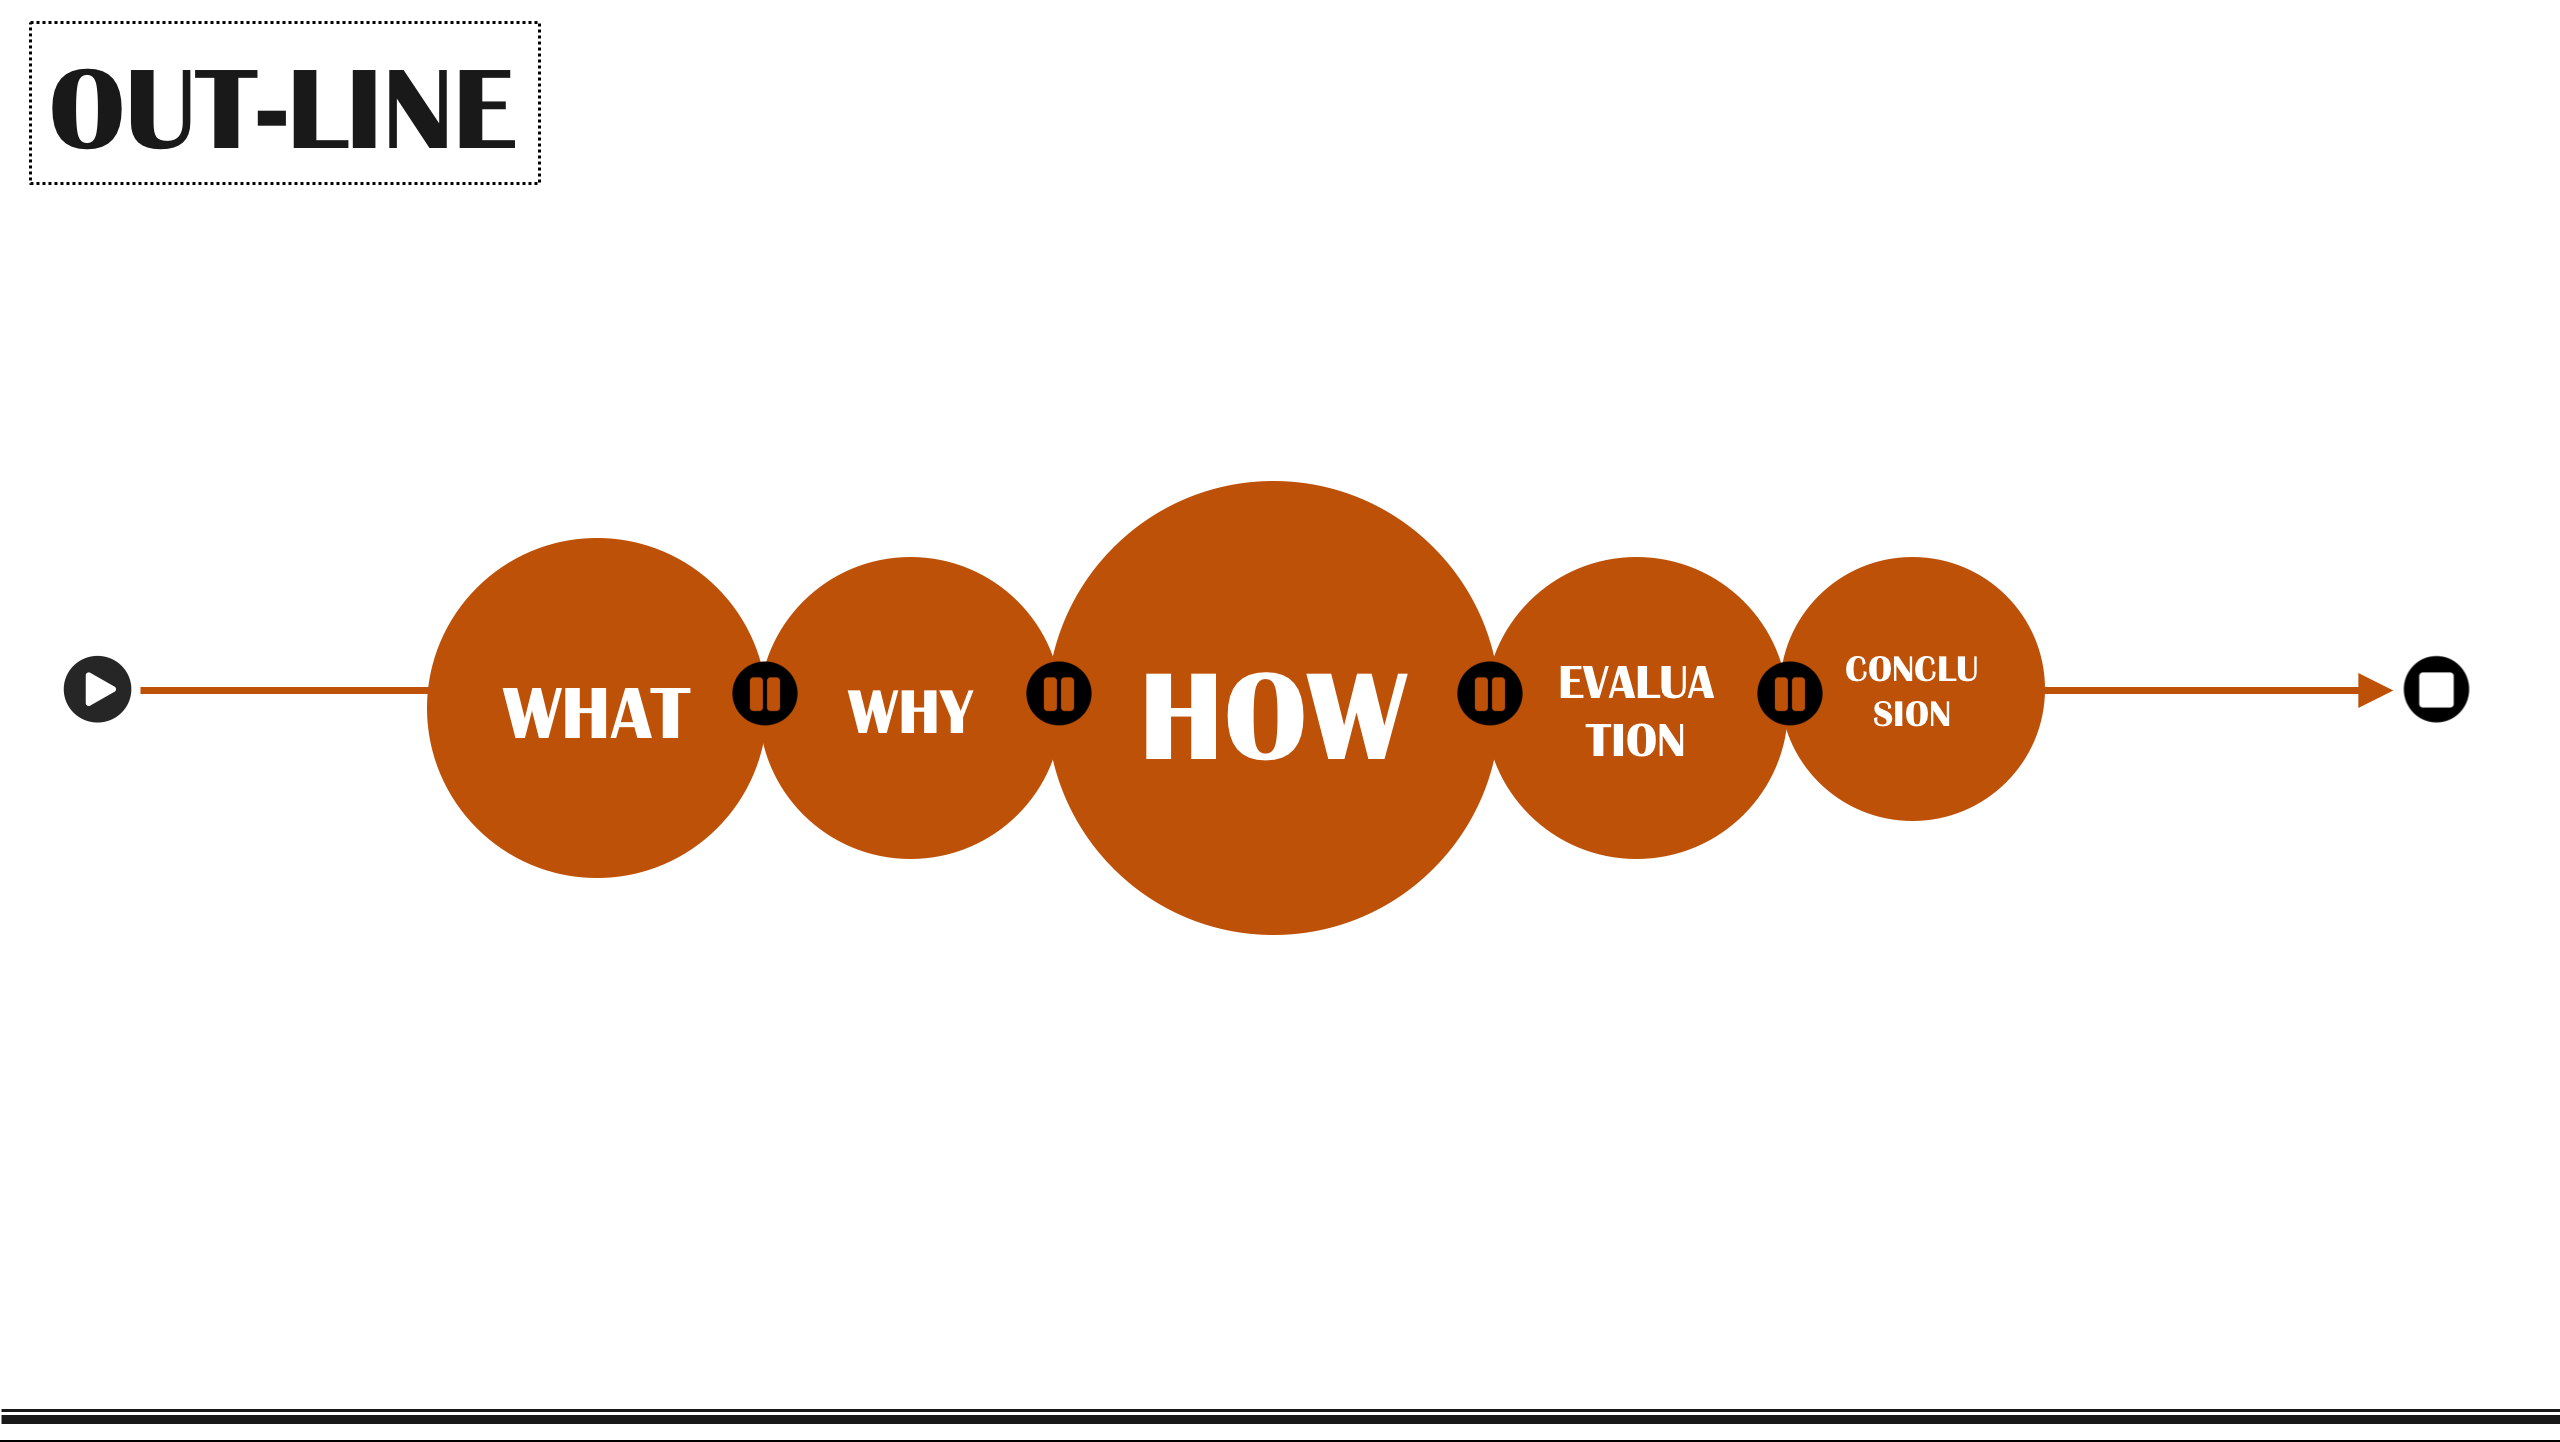 OUT-LINE
WHAT
WHY
HOW
EVALUA
TION
CONCLU
SION